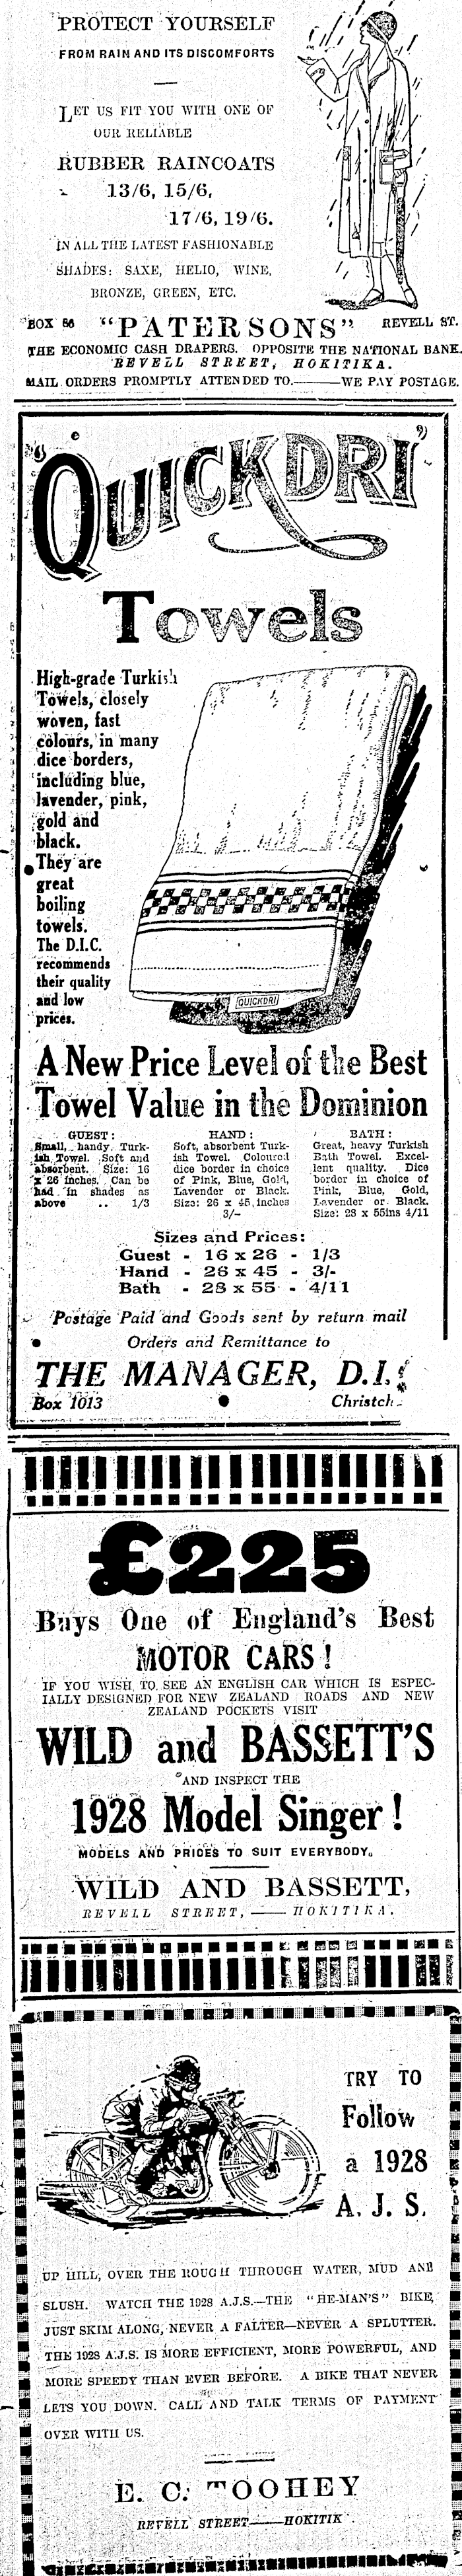 PROTECT YOURSELF
FROM RAIN AND ITS DISCOMFORTS
LET US FIT YOU WITH ONE OF
OUR RELIABLE
RUBBER RAINCOATS
13/6, 15/6,
17/6, 19/6.
IN ALL THE LATEST FASHIONABLE
SHADES: SAXE, HELIO, WINE,
BRONZE, GREEN, ETC.
BOX 86 "PATERSONS" REVELL ST.
THE ECONOMIC CASH DRAPERS. OPPOSITE THE NATIONAL BANK.
REVELL STREET, HOKITIKA.
MAIL ORDERS PROMPTLY ATTENDED TO.——WE PAY POSTAGE.
"QUICKDRI"
Towels
High-grade Turkish
Towels, closely
woven, fast
colours, in many
dice borders,
including blue,
lavender, pink,
gold and
black.
They are
great
boiling
towels.
The D.I.C.
recommends
their quality
and low
prices.
QUICKDRI
A New Price Level of the Best
Towel Value in the Dominion
GUEST:
Small, handy Turk-
ish Towel. Soft and
absorbent. Size: 16
x 26 inches. Can be
had in shades as
above .. 1/3
HAND:
Soft, absorbent Turk-
ish Towel. Coloured
dice border in choice
of Pink, Blue, Gold,
Lavender or Black.
Size: 26 x 45 inches
3/-
BATH:
Great, heavy Turkish
Bath Towel. Excel-
lent quality. Dice
border in choice of
Pink, Blue, Gold,
Lavender or Black.
Size: 28 x 55ins 4/11
Sizes and Prices:
Guest - 16 x 26 - 1/3
Hand - 26 x 45 - 3/-
Bath - 28 x 55 - 4/11
Postage Paid and Goods sent by return mail
Orders and Remittance to
THE MANAGER, D.I.
Box 1013 Christch
£225
Buys One of England's Best
MOTOR CARS!
IF YOU WISH TO SEE AN ENGLISH CAR WHICH IS ESPEC-
IALLY DESIGNED FOR NEW ZEALAND ROADS AND NEW
ZEALAND POCKETS VISIT
WILD and BASSETT'S
AND INSPECT THE
1928 Model Singer!
MODELS AND PRICES TO SUIT EVERYBODY.
WILD AND BASSETT,
REVELL STREET,——HOKITIKA.
TRY TO
Follow
a 1928
A. J. S.
UP HILL, OVER THE ROUGH THROUGH WATER, MUD AND
SLUSH. WATCH THE 1928 A.J.S.—THE "HE-MAN'S" BIKE,
JUST SKIM ALONG, NEVER A FALTER—NEVER A SPLUTTER.
THE 1928 A.J.S. IS MORE EFFICIENT, MORE POWERFUL, AND
MORE SPEEDY THAN EVER BEFORE. A BIKE THAT NEVER
LETS YOU DOWN. CALL AND TALK TERMS OF PAYMENT
OVER WITH US.
E. C. TOOHEY
REVELL STREET——HOKITIK